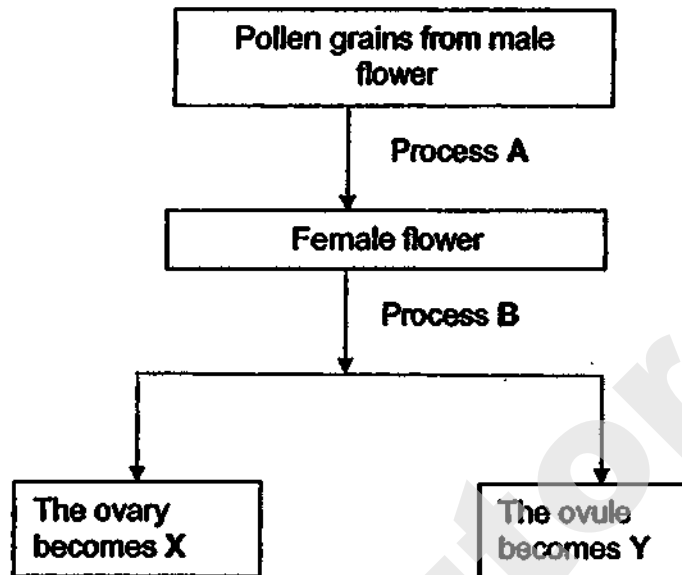 Pollen grains from male
flower
Process A
Female flower
Process B
The ovary
becomes X
The ovule
becomes Y